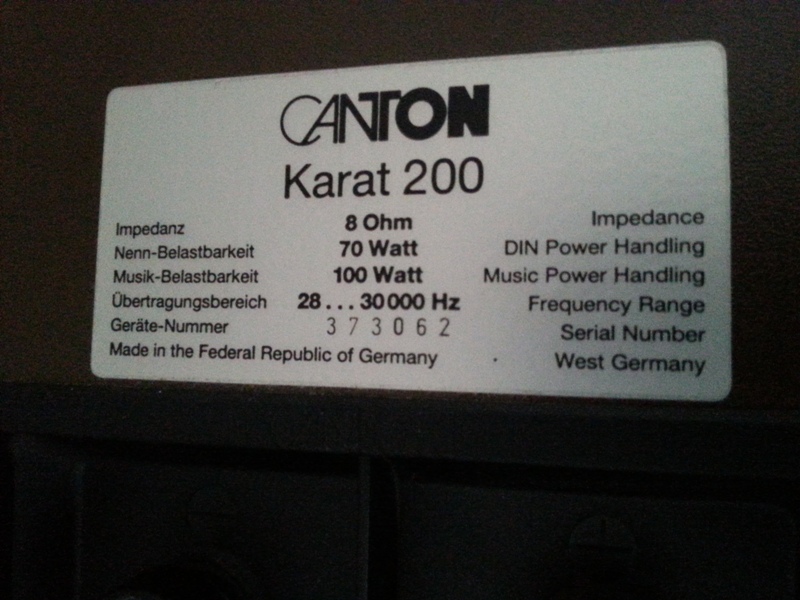 CANTON
Karat 200
Impedanz 8 Ohm Impedance
Nenn-Belastbarkeit 70 Watt DIN Power Handling
Musik-Belastbarkeit 100 Watt Music Power Handling
Übertragungsbereich 28...30 000 Hz Frequency Range
Geräte-Nummer 373062 Serial Number
Made in the Federal Republic of Germany West Germany